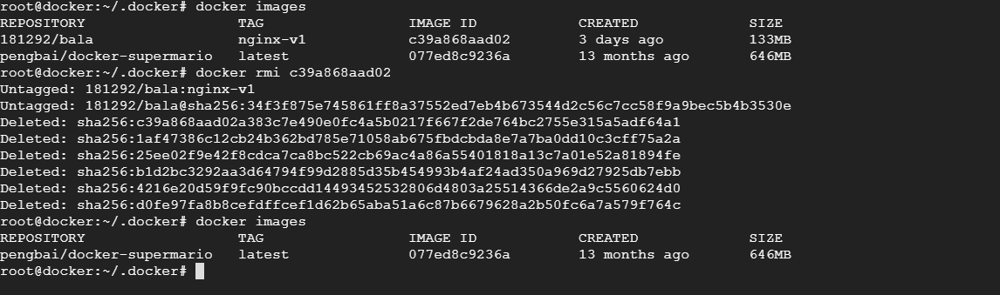 root@docker:~/.docker# docker images
REPOSITORY TAG IMAGE ID CREATED SIZE
181292/bala nginx-v1 c39a868aad02 3 days ago 133MB
pengbai/docker-supermario latest 077ed8c9236a 13 months ago 646MB
root@docker:~/.docker# docker rmi c39a868aad02
Untagged: 181292/bala:nginx-v1
Untagged: 181292/bala@sha256:34f3f875e745861ff8a37552ed7eb4b673544d2c56c7cc58f9a9bec5b4b3530e
Deleted: sha256:c39a868aad02a383c7e490e0fc4a5b0217f667f2de764bc2755e315a5adf64a1
Deleted: sha256:1af47386c12cb24b362bd785e71058ab675fbdcbda8e7a7ba0dd10c3cff75a2a
Deleted: sha256:25ee02f9e42f8cdca7ca8bc522cb69ac4a86a55401818a13c7a01e52a81894fe
Deleted: sha256:b1d2bc3292aa3d64794f99d2885d35b454993b4af24ad350a969d27925db7ebb
Deleted: sha256:4216e20d59f9fc90bccdd14493452532806d4803a25514366de2a9c5560624d0
Deleted: sha256:d0fe97fa8b8cefdffcef1d62b65aba51a6c87b6679628a2b50fc6a7a579f764c
root@docker:~/.docker# docker images
REPOSITORY TAG IMAGE ID CREATED SIZE
pengbai/docker-supermario latest 077ed8c9236a 13 months ago 646MB
root@docker:~/.docker#